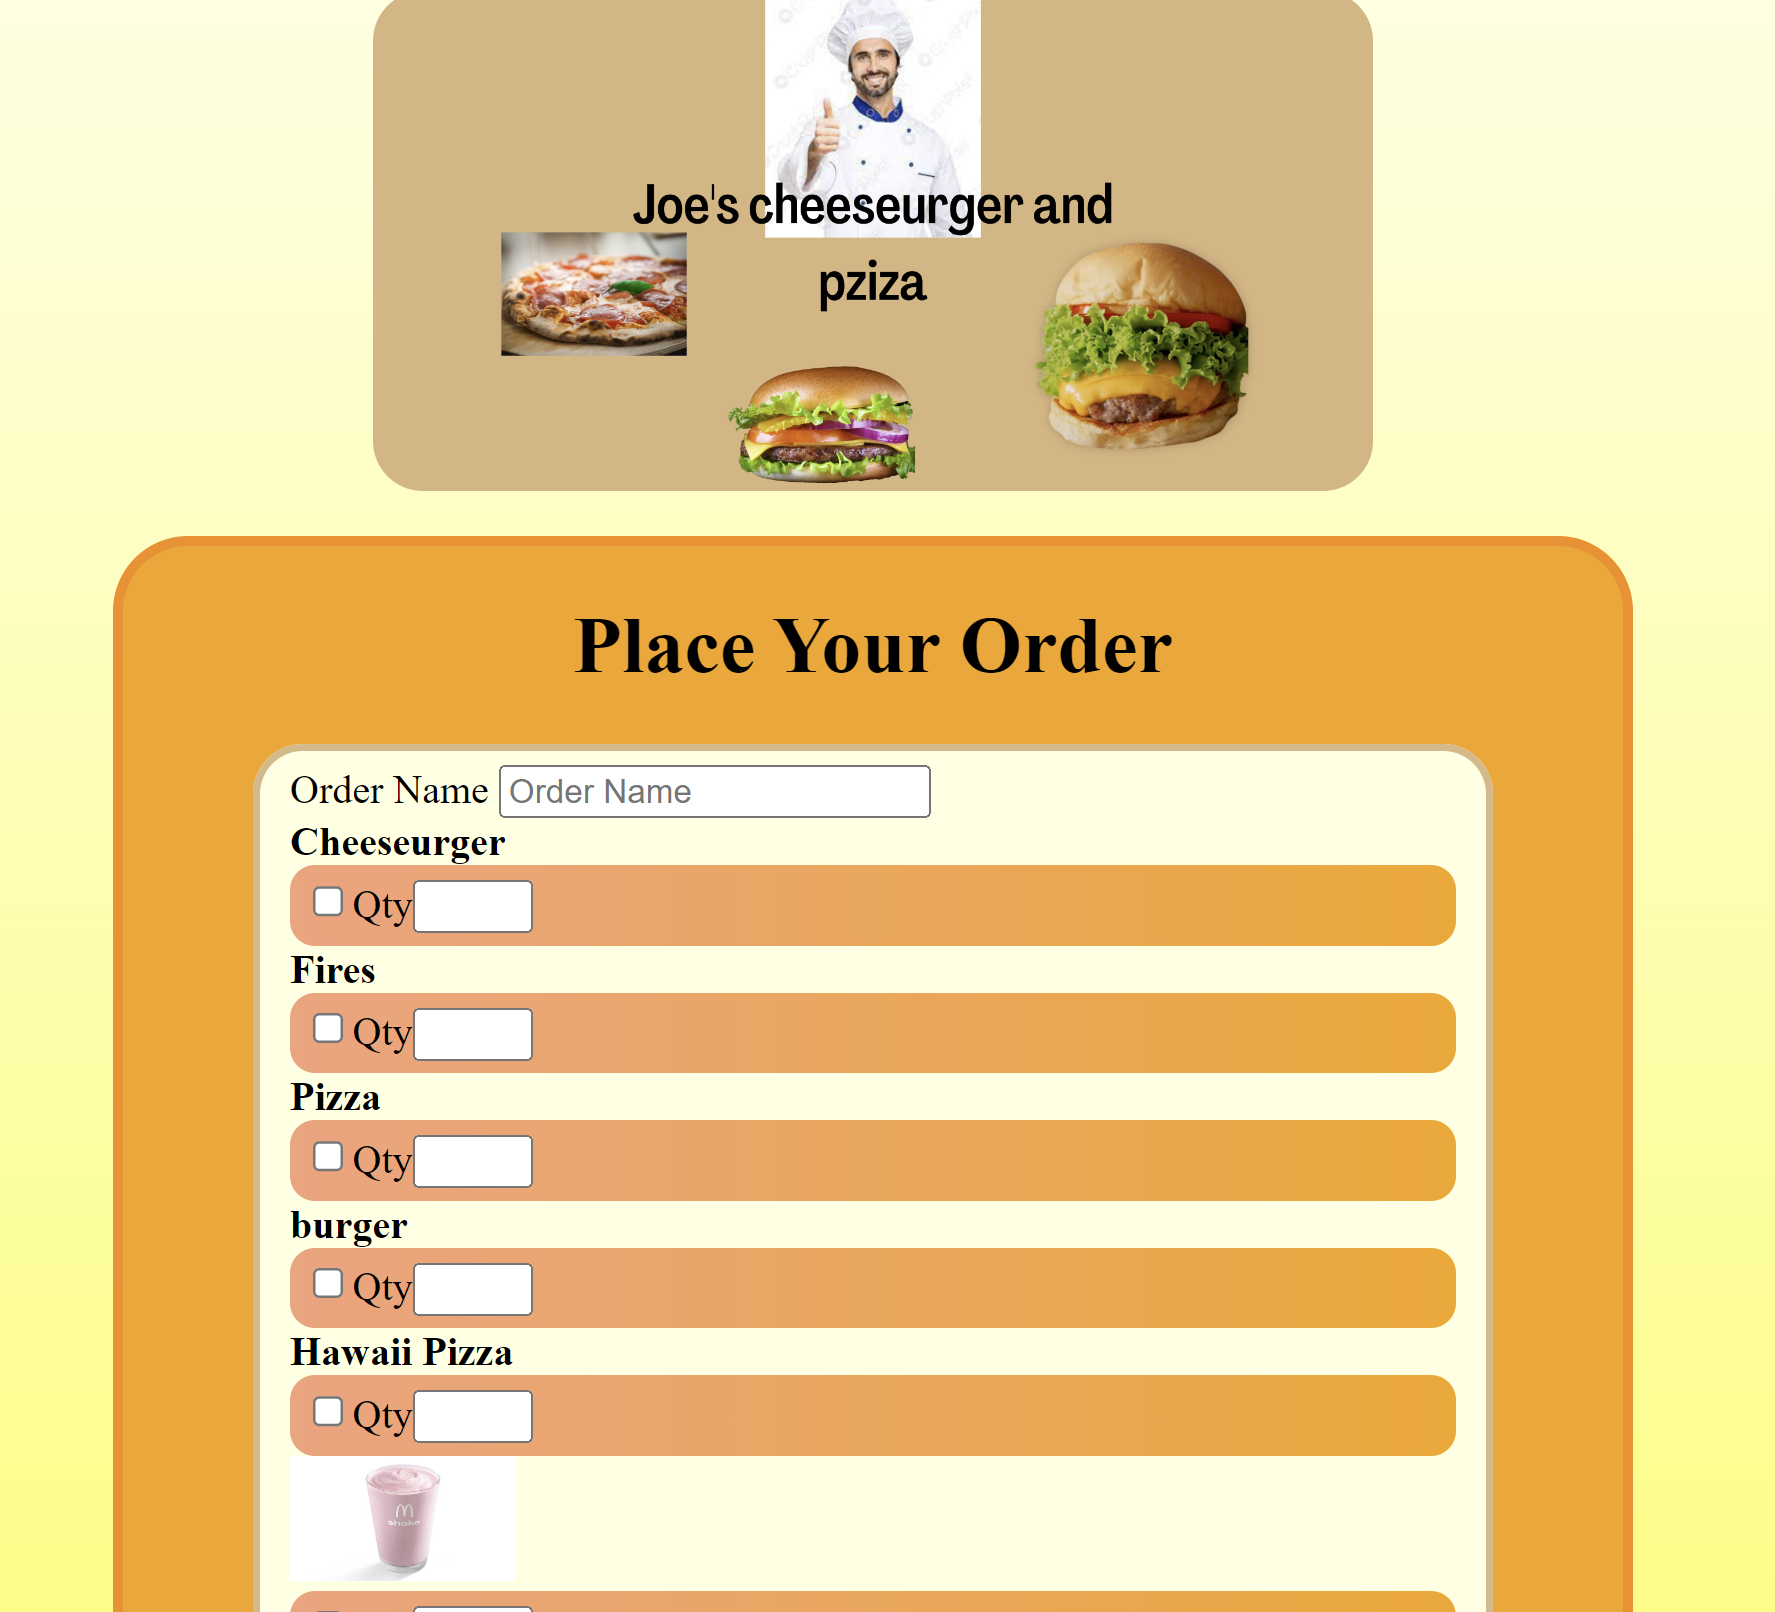 Joe's cheeseurger and
pziza
Place Your Order
Order Name Order Name
Cheeseurger
Qty
Fires
Qty
Pizza
Qty
burger
Qty
Hawaii Pizza
Qty
shake